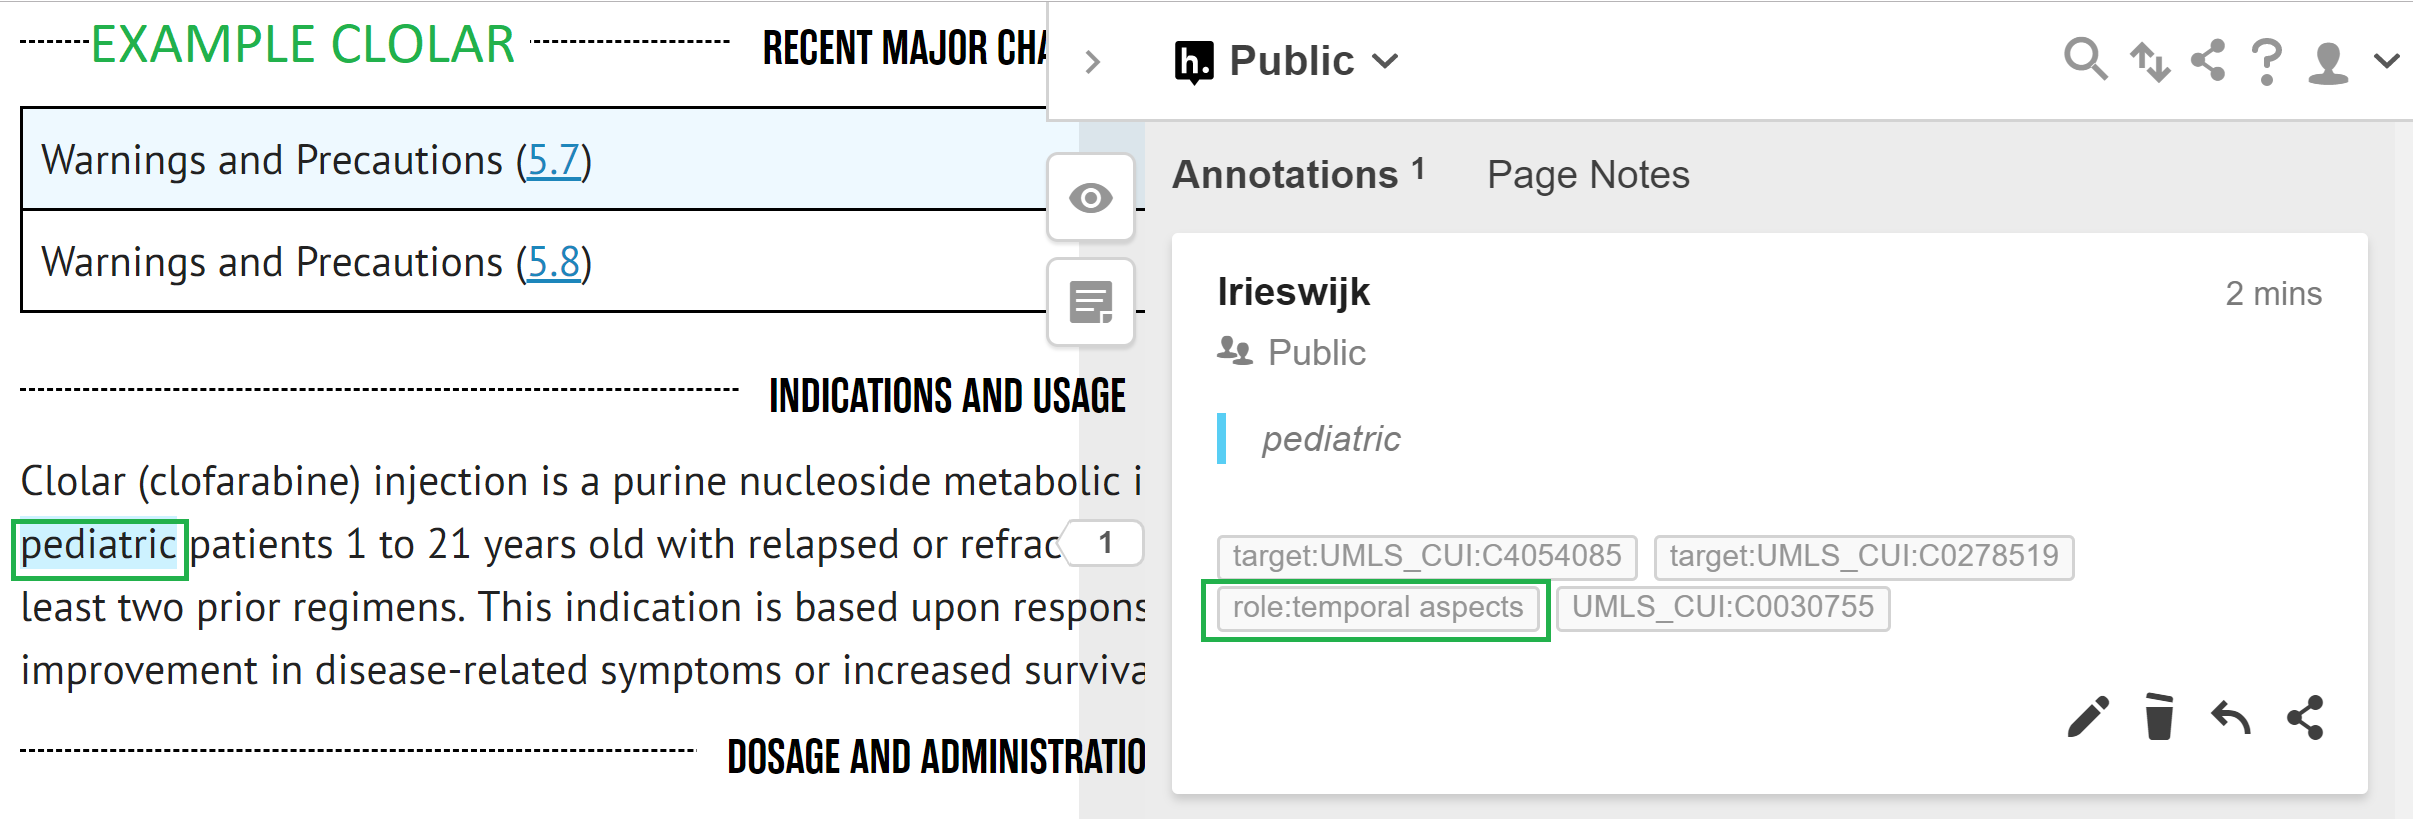 EXAMPLE CLOLAR
RECENT MAJOR CHA
Warnings and Precautions (5.7)
Warnings and Precautions (5.8)
INDICATIONS AND USAGE
Clolar (clofarabine) injection is a purine nucleoside metabolic i
pediatric patients 1 to 21 years old with relapsed or refrac
1
least two prior regimens. This indication is based upon respons
improvement in disease-related symptoms or increased surviva
DOSAGE AND ADMINISTRATIO
h. Public
Annotations 1 Page Notes
lrieswijk 2 mins
Public
pediatric
target:UMLS_CUI:C4054085 target:UMLS_CUI:C0278519
role:temporal aspects UMLS_CUI:C0030755